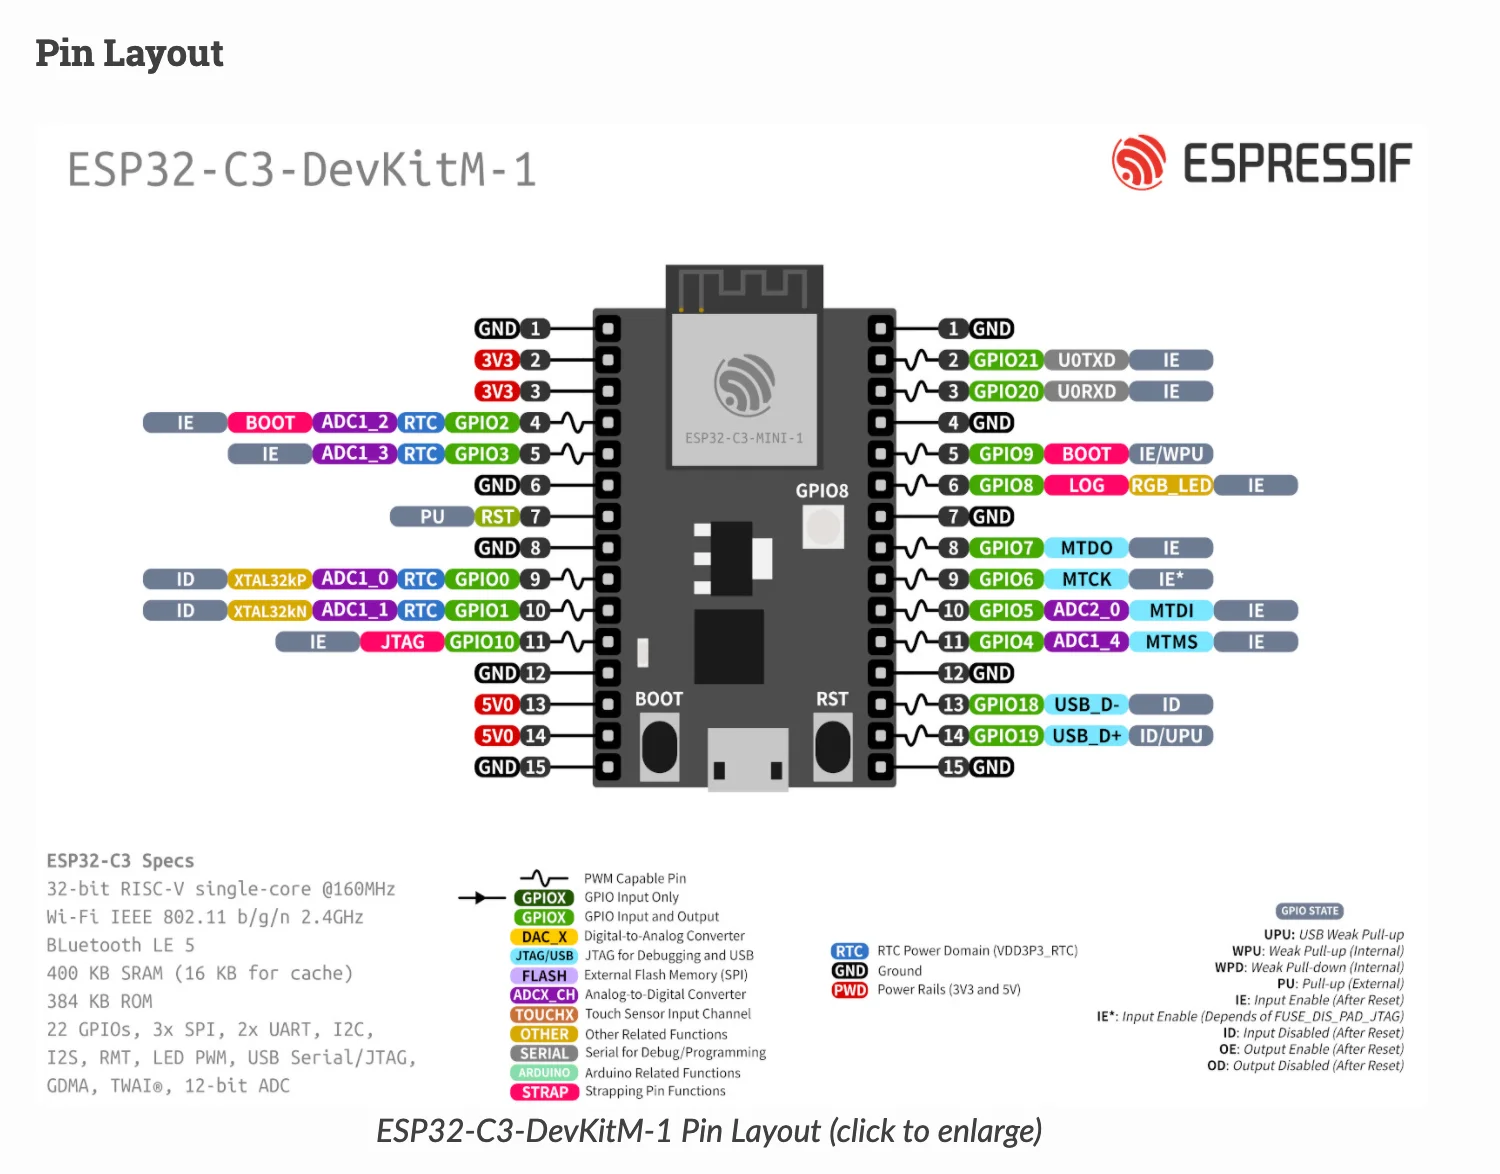 Pin Layout
ESP32-C3-DevKitM-1
ESPRESSIF
GND 1
3V3 2
3V3 3
IE BOOT ADC1_2 RTC GPIO2 4
IE ADC1_3 RTC GPIO3 5
GND 6
PU RST 7
GND 8
ID XTAL32kP ADC1_0 RTC GPIO0 9
ID XTAL32kN ADC1_1 RTC GPIO1 10
IE JTAG GPIO10 11
GND 12
5V0 13
5V0 14
GND 15
ESP32-C3-MINI-1
GPIO8
BOOT
RST
1 GND
2 GPIO21 U0TXD IE
3 GPIO20 U0RXD IE
4 GND
5 GPIO9 BOOT IE/WPU
6 GPIO8 LOG RGB_LED IE
7 GND
8 GPIO7 MTDO IE
9 GPIO6 MTCK IE*
10 GPIO5 ADC2_0 MTDI IE
11 GPIO4 ADC1_4 MTMS IE
12 GND
13 GPIO18 USB_D- ID
14 GPIO19 USB_D+ ID/UPU
15 GND
ESP32-C3 Specs
32-bit RISC-V single-core @160MHz
Wi-Fi IEEE 802.11 b/g/n 2.4GHz
BLuetooth LE 5
400 KB SRAM (16 KB for cache)
384 KB ROM
22 GPIOs, 3x SPI, 2x UART, I2C,
I2S, RMT, LED PWM, USB Serial/JTAG,
GDMA, TWAI®, 12-bit ADC
PWM Capable Pin
GPIOX GPIO Input Only
GPIOX GPIO Input and Output
DAC_X Digital-to-Analog Converter
JTAG/USB JTAG for Debugging and USB
FLASH External Flash Memory (SPI)
ADCX_CH Analog-to-Digital Converter
TOUCHX Touch Sensor Input Channel
OTHER Other Related Functions
SERIAL Serial for Debug/Programming
ARDUINO Arduino Related Functions
STRAP Strapping Pin Functions
RTC RTC Power Domain (VDD3P3_RTC)
GND Ground
PWD Power Rails (3V3 and 5V)
GPIO STATE
UPU: USB Weak Pull-up
WPU: Weak Pull-up (Internal)
WPD: Weak Pull-down (Internal)
PU: Pull-up (External)
IE: Input Enable (After Reset)
IE*: Input Enable (Depends of FUSE_DIS_PAD_JTAG)
ID: Input Disabled (After Reset)
OE: Output Enable (After Reset)
OD: Output Disabled (After Reset)
ESP32-C3-DevKitM-1 Pin Layout (click to enlarge)